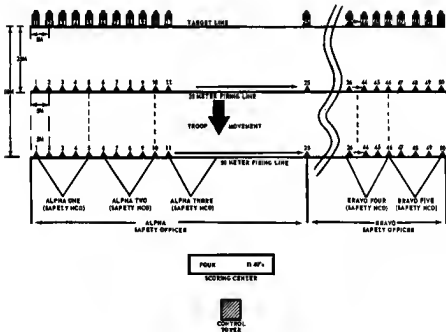 TARGET LINE
5M
25M
1 2 3 4 5 6 7 8 9 10 11 25 26 44 45 46 47 48 49 50
25 METER FIRING LINE
5M
TROOP MOVEMENT
1 2 3 4 5 6 7 8 9 10 11 25 26 44 45 46 47 48 49 50
50 METER FIRING LINE
ALPHA ONE ALPHA TWO ALPHA THREE BRAVO FOUR BRAVO FIVE
(SAFETY NCO) (SAFETY NCO) (SAFETY NCO) (SAFETY NCO) (SAFETY NCO)
ALPHA BRAVO
SAFETY OFFICER SAFETY OFFICER
FOUR
SCORING CENTER
CONTROL
TOWER